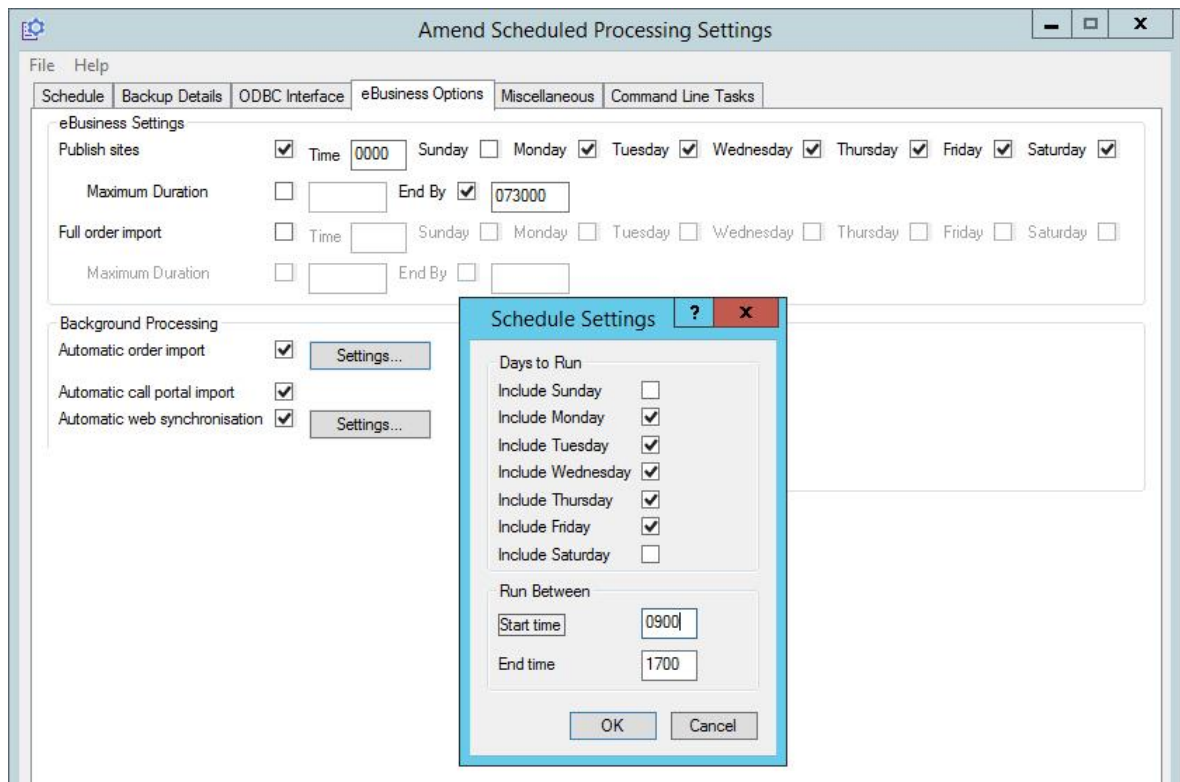 Amend Scheduled Processing Settings
File Help
Schedule Backup Details ODBC Interface eBusiness Options Miscellaneous Command Line Tasks
eBusiness Settings
Publish sites Time 0000 Sunday Monday Tuesday Wednesday Thursday Friday Saturday
Maximum Duration End By 073000
Full order import Time Sunday Monday Tuesday Wednesday Thursday Friday Saturday
Maximum Duration End By
Background Processing
Automatic order import Settings...
Automatic call portal import
Automatic web synchronisation Settings...
Schedule Settings ? x
Days to Run
Include Sunday
Include Monday
Include Tuesday
Include Wednesday
Include Thursday
Include Friday
Include Saturday
Run Between
Start time 0900
End time 1700
OK Cancel